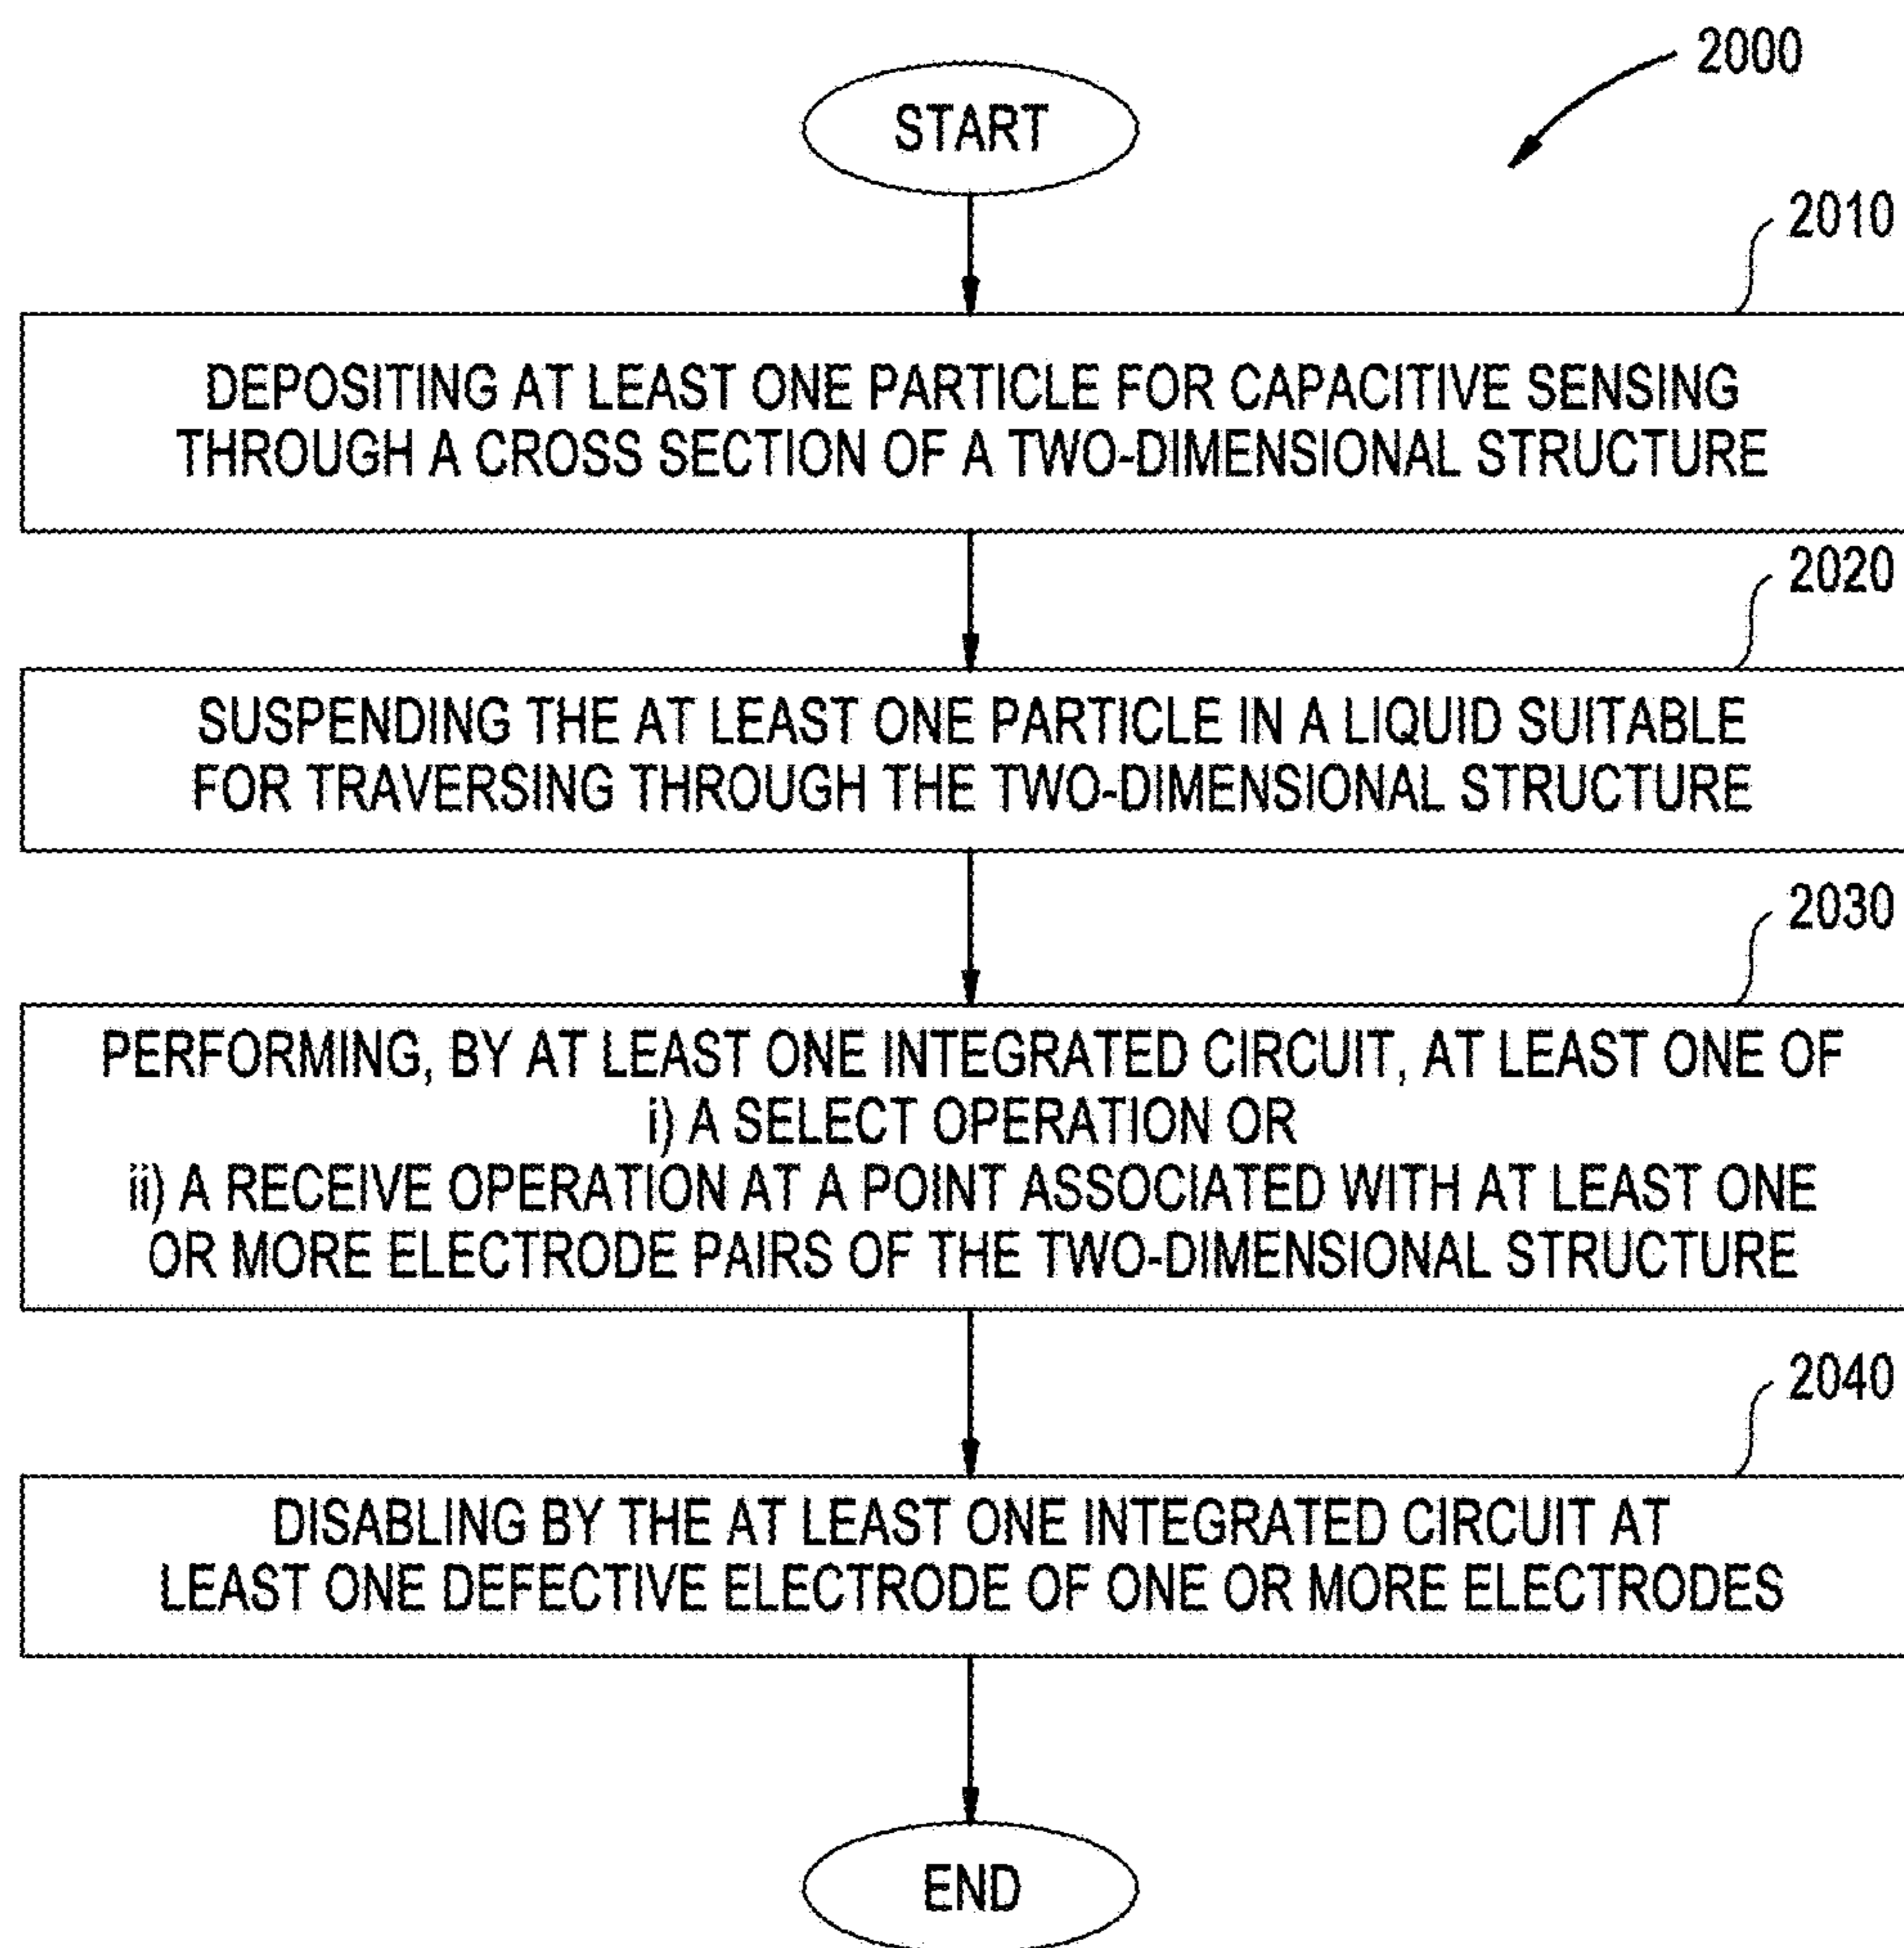 2000
START
2010
DEPOSITING AT LEAST ONE PARTICLE FOR CAPACITIVE SENSING
THROUGH A CROSS SECTION OF A TWO-DIMENSIONAL STRUCTURE
2020
SUSPENDING THE AT LEAST ONE PARTICLE IN A LIQUID SUITABLE
FOR TRAVERSING THROUGH THE TWO-DIMENSIONAL STRUCTURE
2030
PERFORMING, BY AT LEAST ONE INTEGRATED CIRCUIT, AT LEAST ONE OF
i) A SELECT OPERATION OR
ii) A RECEIVE OPERATION AT A POINT ASSOCIATED WITH AT LEAST ONE
OR MORE ELECTRODE PAIRS OF THE TWO-DIMENSIONAL STRUCTURE
2040
DISABLING BY THE AT LEAST ONE INTEGRATED CIRCUIT AT
LEAST ONE DEFECTIVE ELECTRODE OF ONE OR MORE ELECTRODES
END